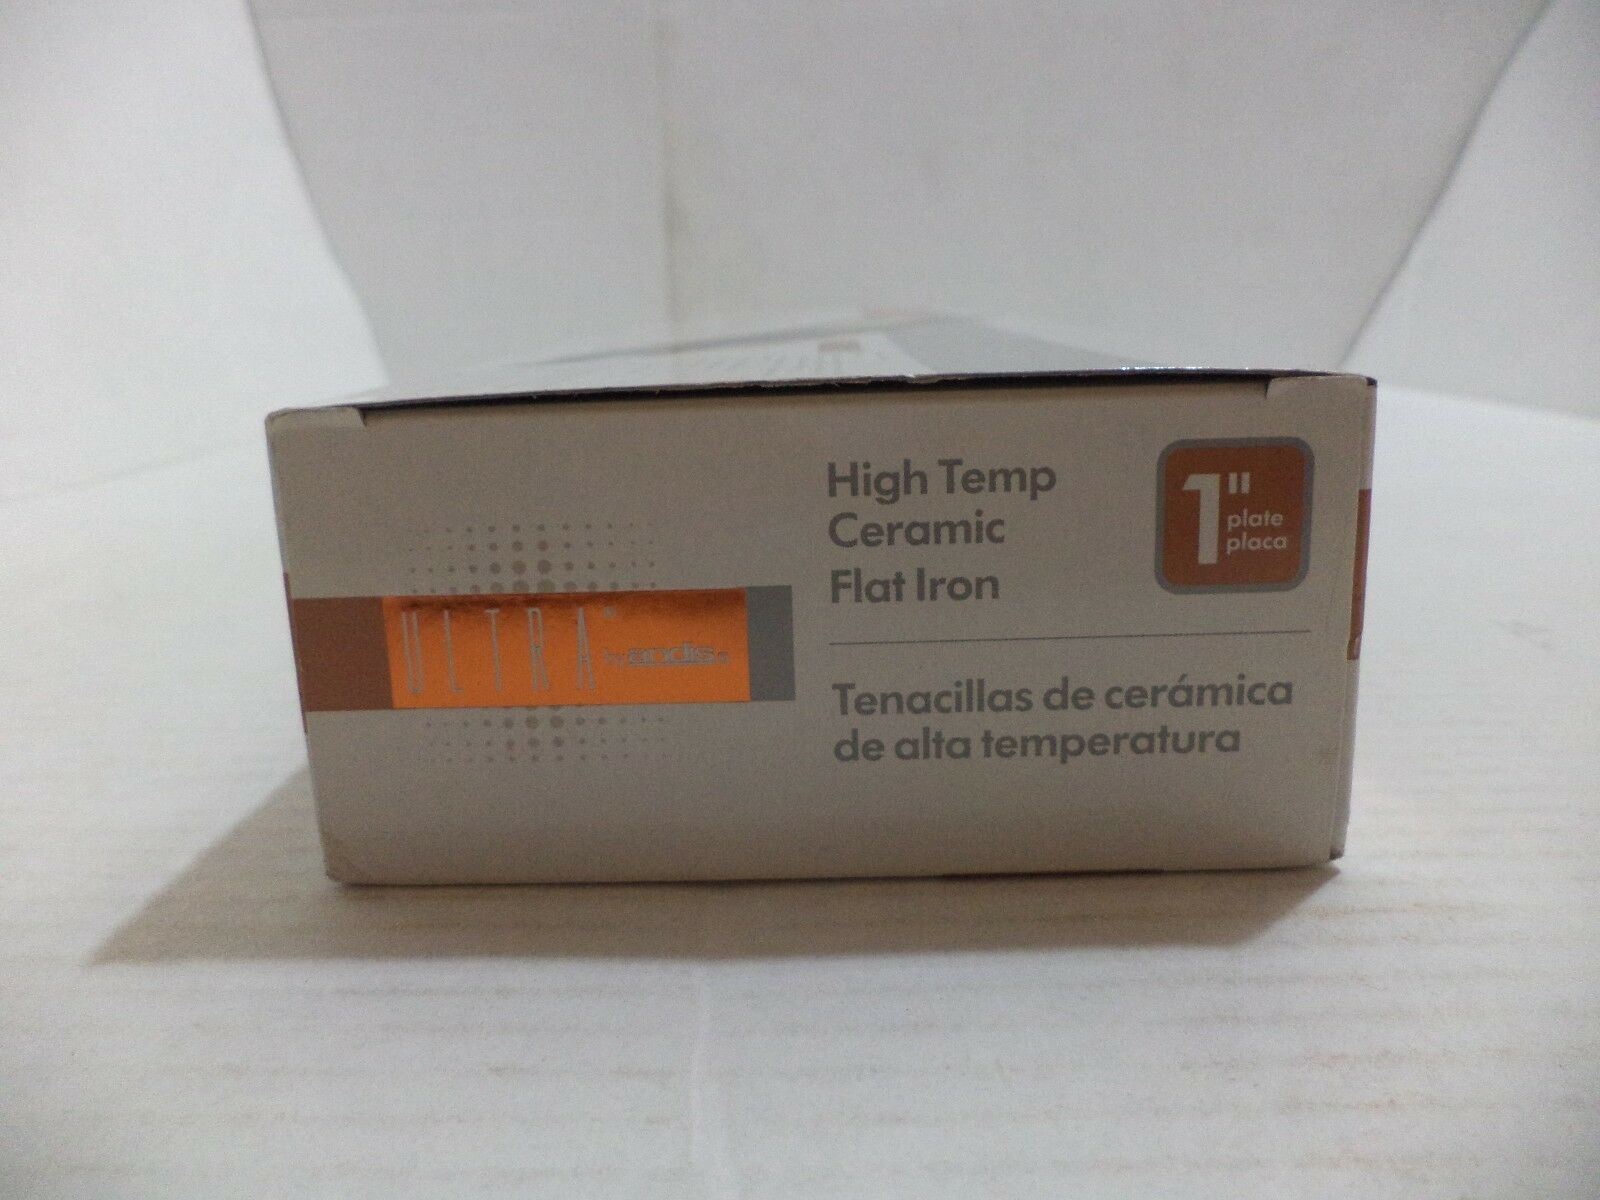 ULTRA® by andis®
High Temp
Ceramic
Flat Iron
1"
plate
placa
Tenacillas de cerámica
de alta temperatura